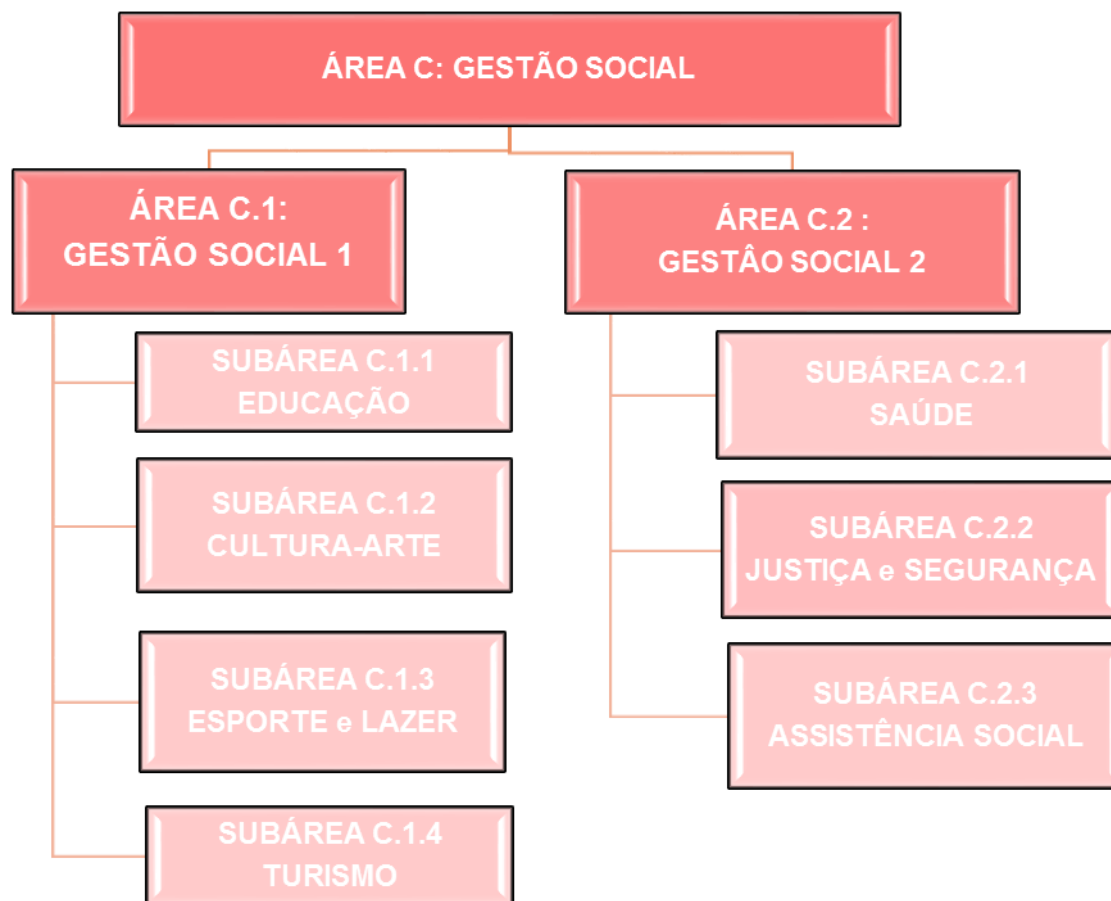 ÁREA C: GESTÃO SOCIAL
ÁREA C.1:
GESTÃO SOCIAL 1
SUBÁREA C.1.1
EDUCAÇÃO
SUBÁREA C.1.2
CULTURA-ARTE
SUBÁREA C.1.3
ESPORTE e LAZER
SUBÁREA C.1.4
TURISMO
ÁREA C.2 :
GESTÂO SOCIAL 2
SUBÁREA C.2.1
SAÚDE
SUBÁREA C.2.2
JUSTIÇA e SEGURANÇA
SUBÁREA C.2.3
ASSISTÊNCIA SOCIAL